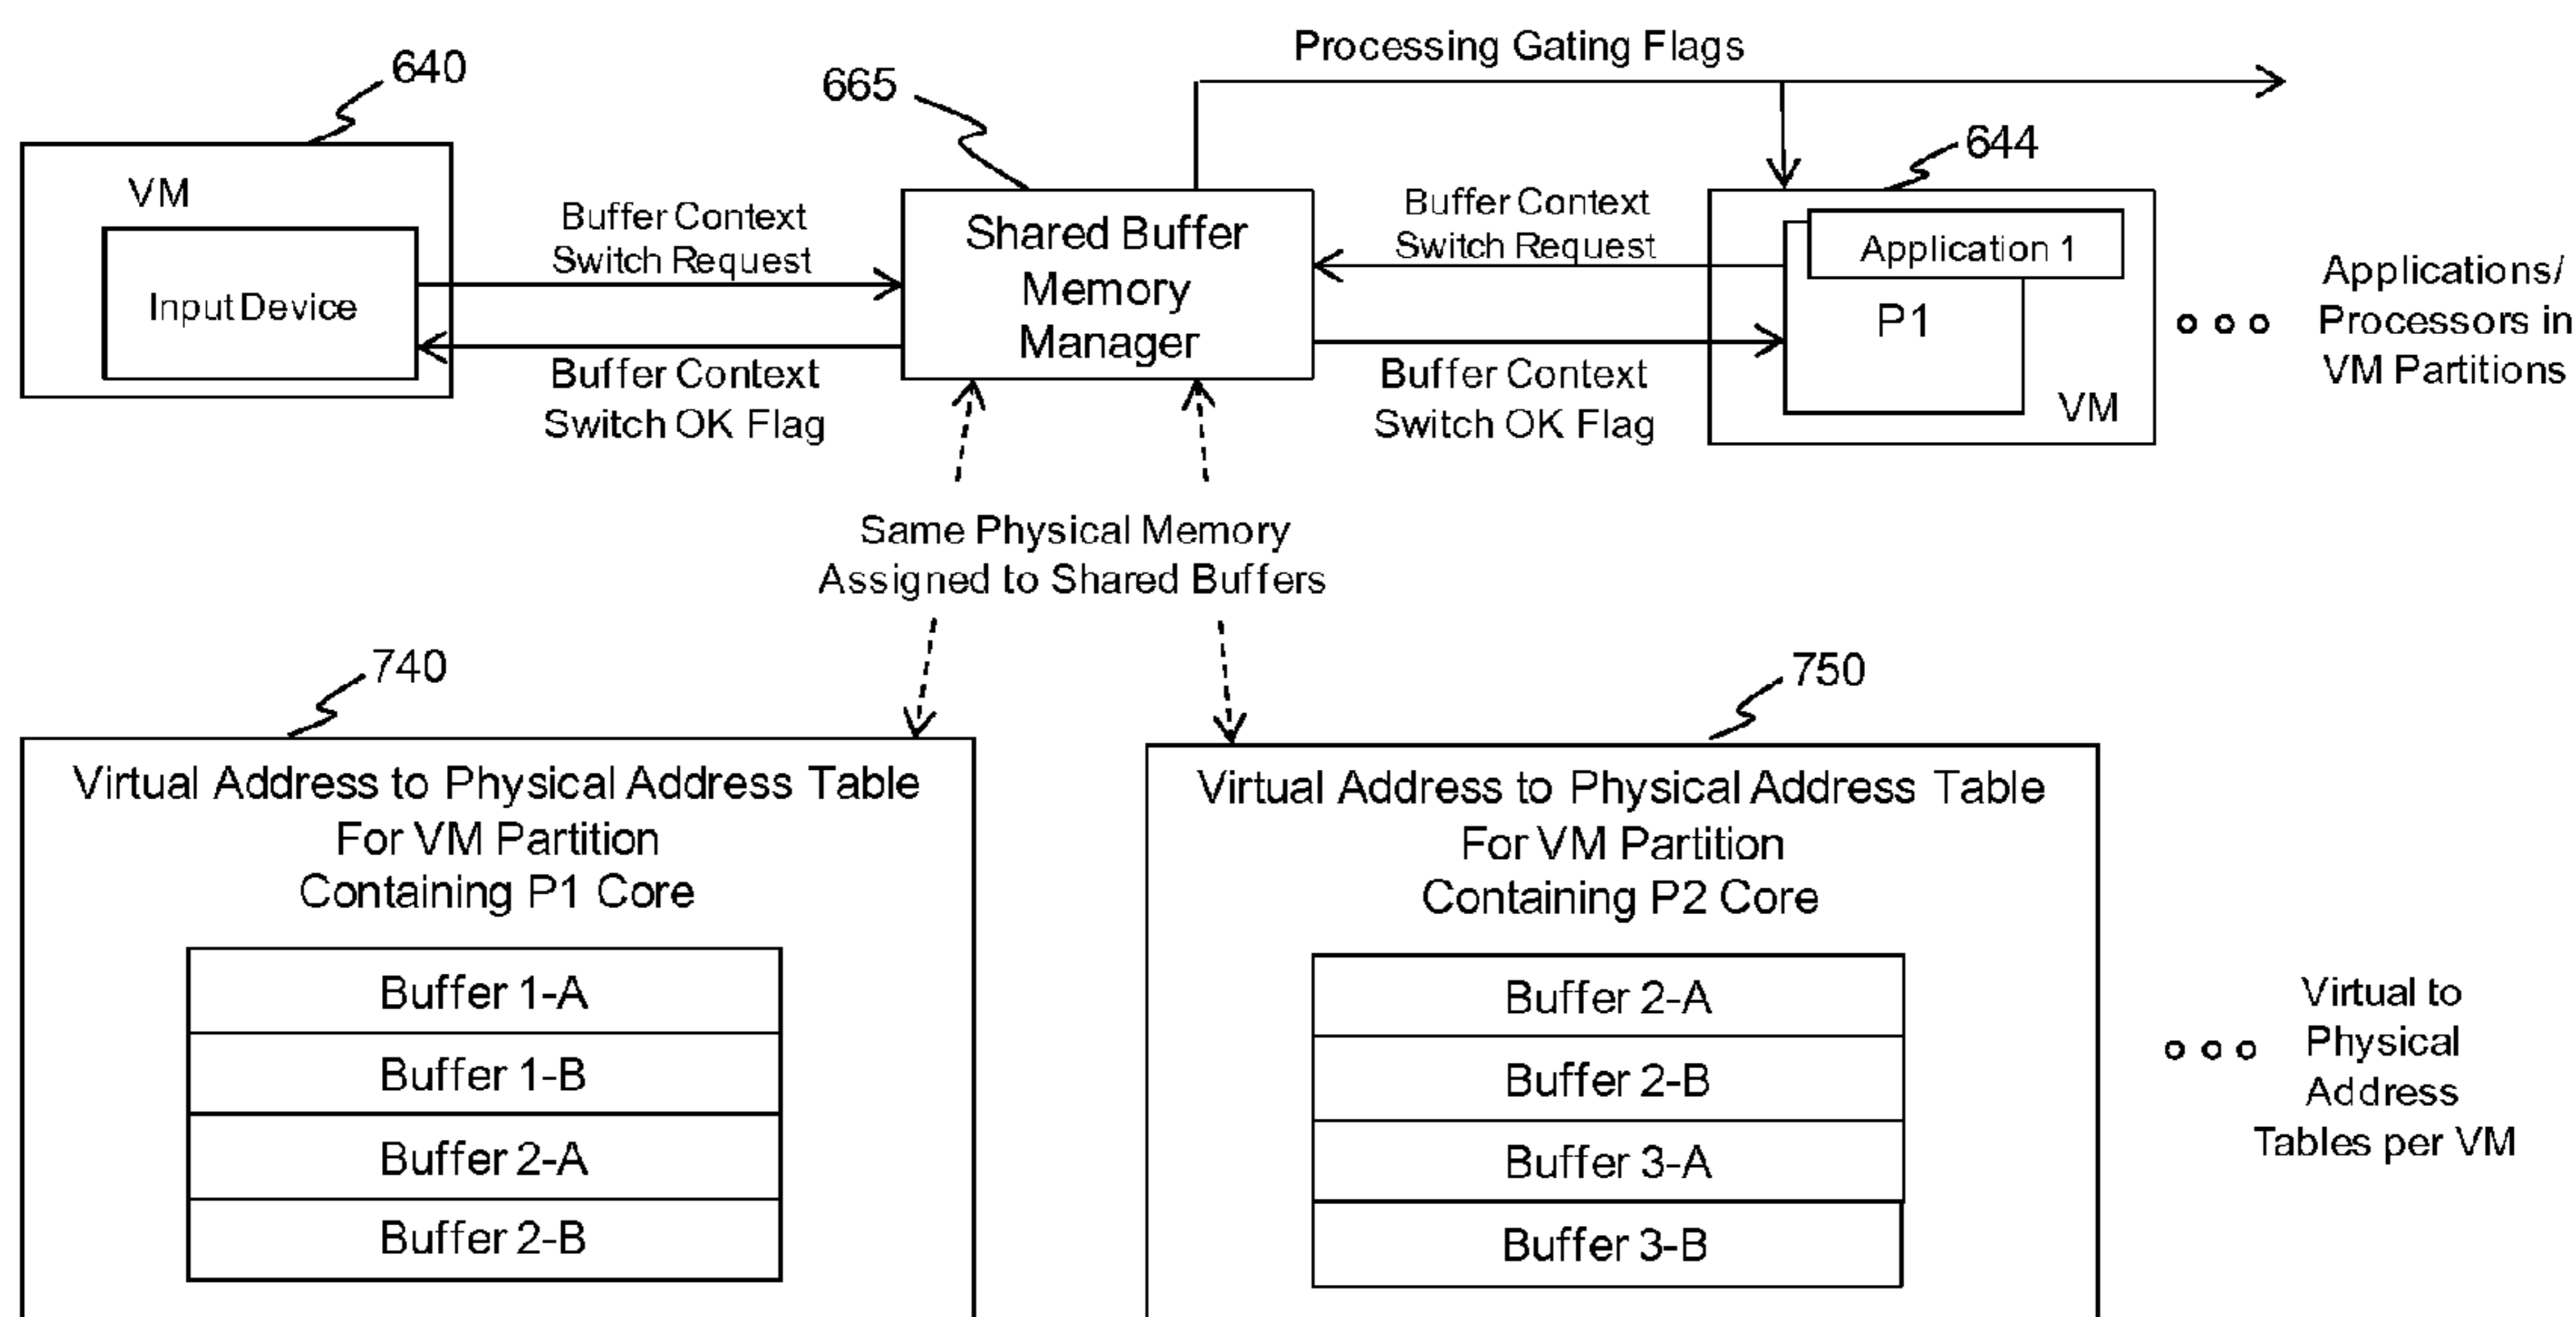 Processing Gating Flags
640
665
644
VM
Input Device
Buffer Context
Switch Request
Buffer Context
Switch OK Flag
Shared Buffer
Memory
Manager
Buffer Context
Switch Request
Buffer Context
Switch OK Flag
Application 1
P1
VM
Applications/
Processors in
VM Partitions
Same Physical Memory
Assigned to Shared Buffers
740
750
Virtual Address to Physical Address Table
For VM Partition
Containing P1 Core
Buffer 1-A
Buffer 1-B
Buffer 2-A
Buffer 2-B
Virtual Address to Physical Address Table
For VM Partition
Containing P2 Core
Buffer 2-A
Buffer 2-B
Buffer 3-A
Buffer 3-B
Virtual to
Physical
Address
Tables per VM